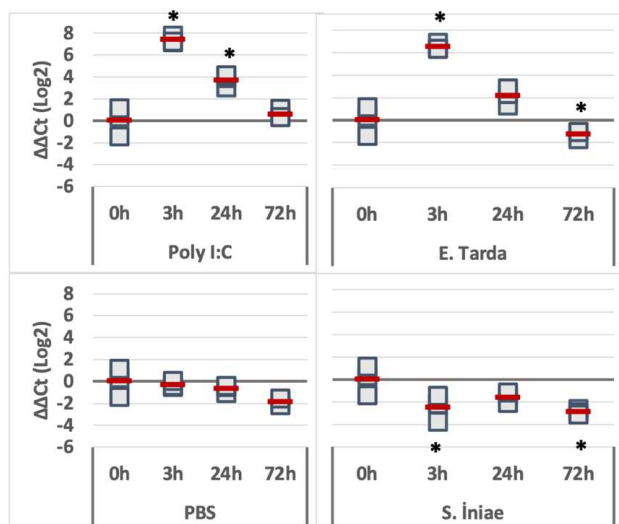 * * *
8
6
4
2
0
-2
-4
-6
ΔΔCt (Log2)
*
0h 3h 24h 72h 0h 3h 24h 72h
Poly I:C E. Tarda
8
6
4
2
0
-2
-4
-6
ΔΔCt (Log2)
* *
0h 3h 24h 72h 0h 3h 24h 72h
PBS S. İniae